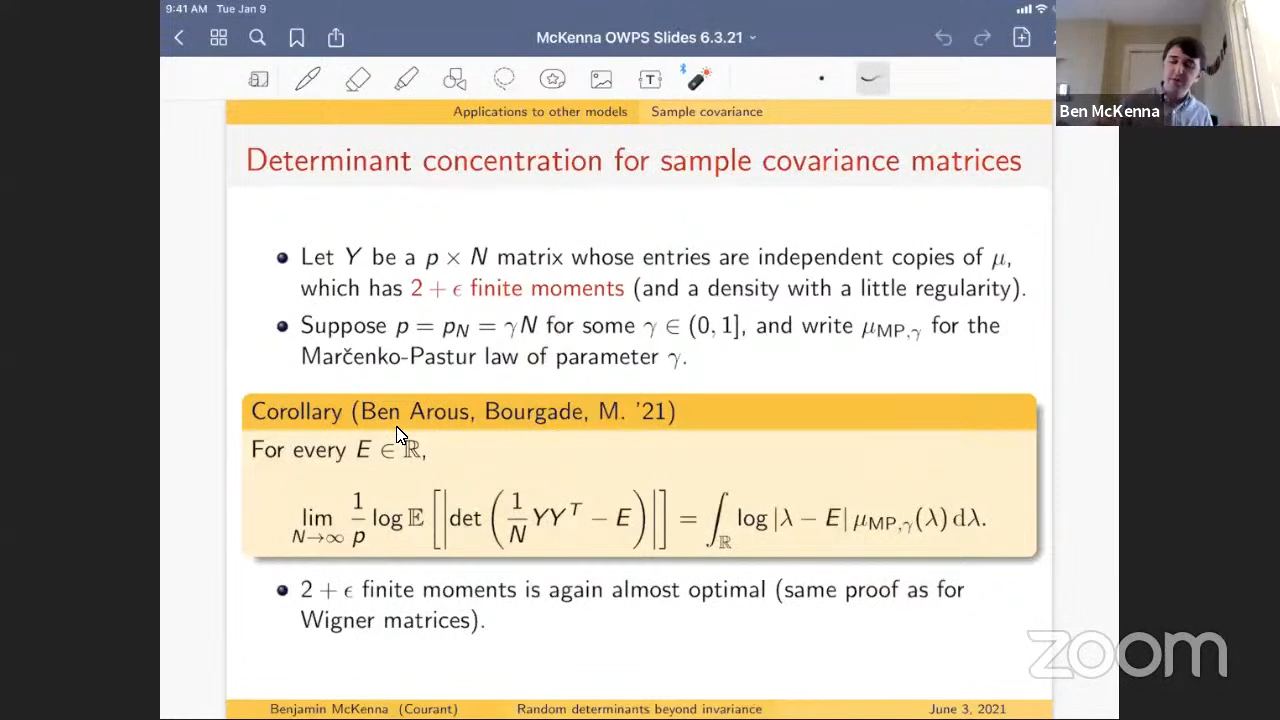 9:41 AM Tue Jan 9
McKenna OWPS Slides 6.3.21
T
Ben McKenna
Applications to other models Sample covariance
Determinant concentration for sample covariance matrices
Let Y be a p × N matrix whose entries are independent copies of μ,
which has 2 + ϵ finite moments (and a density with a little regularity).
Suppose p = p_N = γN for some γ ∈ (0, 1], and write μ_{MP,γ} for the
Marčenko-Pastur law of parameter γ.
Corollary (Ben Arous, Bourgade, M. '21)
For every E ∈ ℝ,
lim_{N→∞} 1/p log 𝔼 [|det (1/N YY^T − E)|] = ∫_ℝ log |λ − E| μ_{MP,γ}(λ) dλ.
2 + ϵ finite moments is again almost optimal (same proof as for
Wigner matrices).
zoom
Benjamin McKenna (Courant) Random determinants beyond invariance June 3, 2021